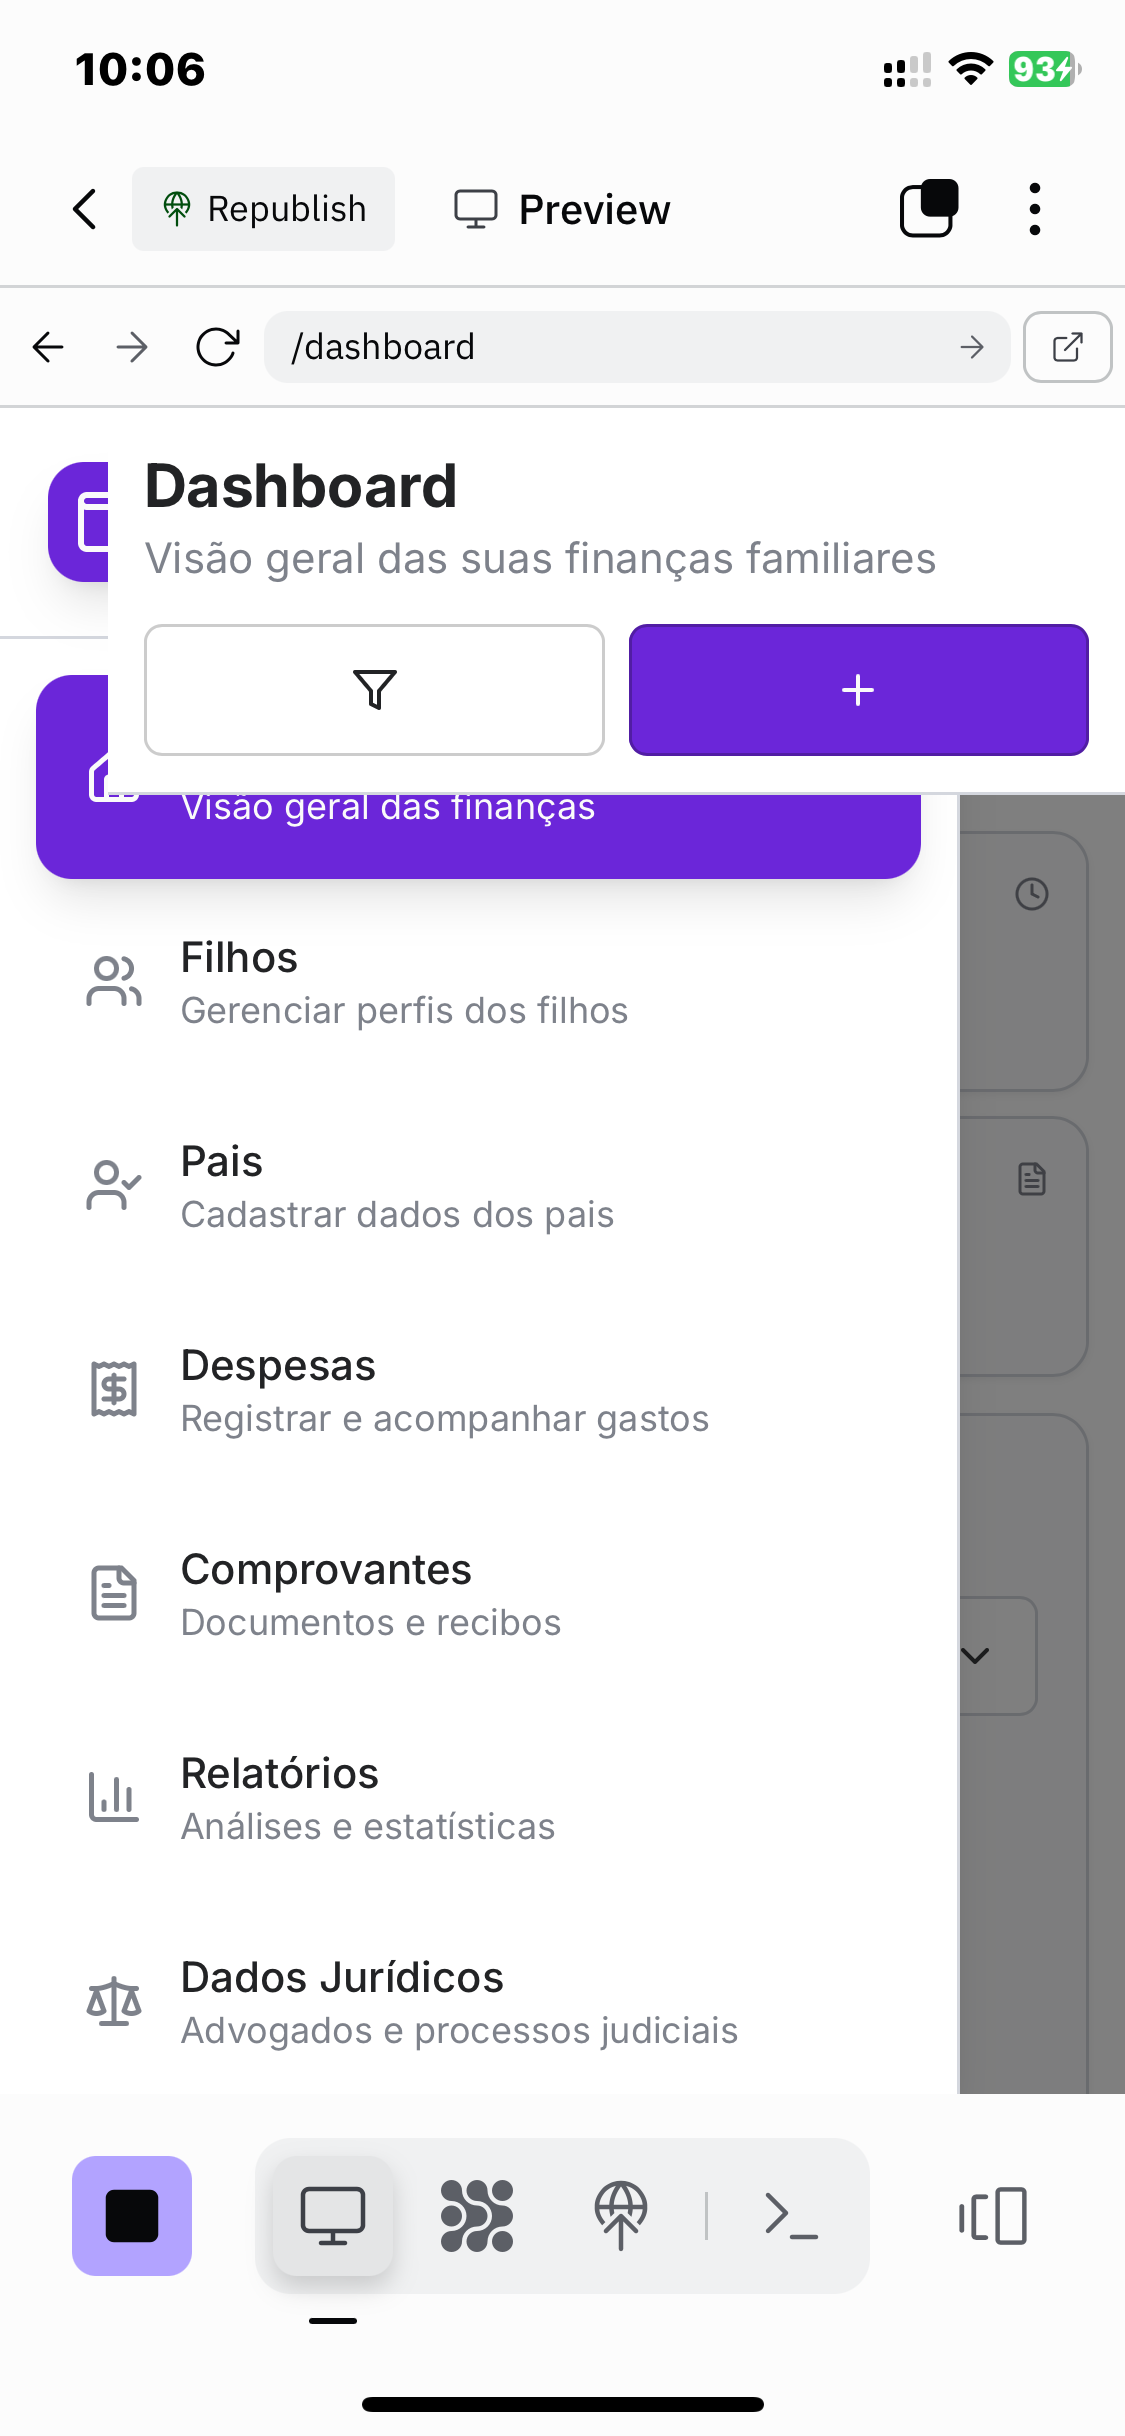 10:06
93
Republish
Preview
/dashboard
Dashboard
Visão geral das suas finanças familiares
Visão geral das finanças
Filhos
Gerenciar perfis dos filhos
Pais
Cadastrar dados dos pais
Despesas
Registrar e acompanhar gastos
Comprovantes
Documentos e recibos
Relatórios
Análises e estatísticas
Dados Jurídicos
Advogados e processos judiciais